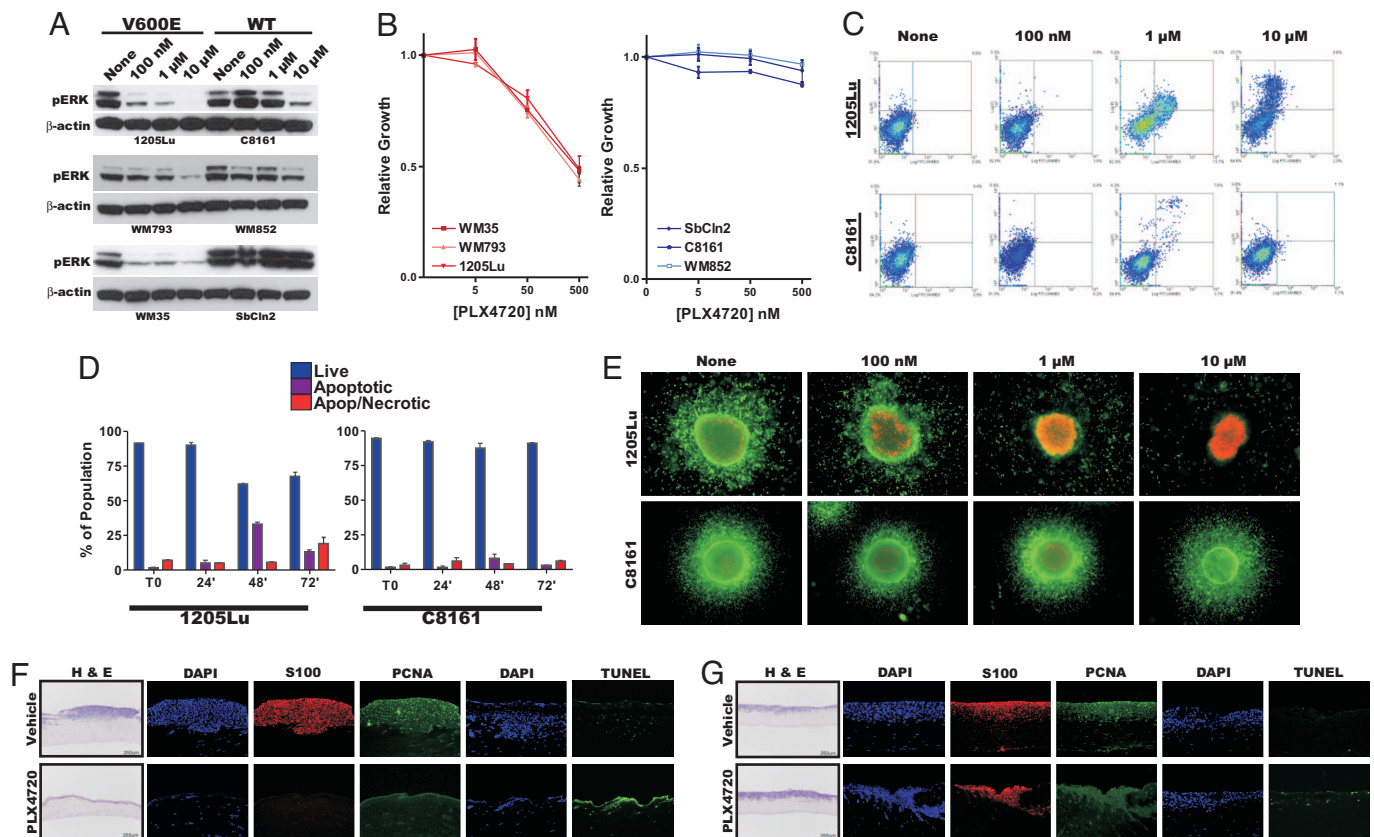 A
V600E WT
None 100 nM 1 µM 10 µM None 100 nM 1 µM 10 µM
pERK
β-actin
1205Lu C8161
pERK
β-actin
WM793 WM852
pERK
β-actin
WM35 SbCln2
B
Relative Growth
1.0
0.5
0.0
WM35
WM793
1205Lu
5 50 500
[PLX4720] nM
Relative Growth
1.0
0.5
0.0
SbCln2
C8161
WM852
0 5 50 500
[PLX4720] nM
C
None 100 nM 1 µM 10 µM
1205Lu
C8161
D
Live
Apoptotic
Apop/Necrotic
% of Population
100
75
50
25
0
T0 24' 48' 72'
1205Lu
100
75
50
25
0
T0 24' 48' 72'
C8161
E
None 100 nM 1 µM 10 µM
1205Lu
C8161
F
H & E DAPI S100 PCNA DAPI TUNEL
Vehicle
PLX4720
G
H & E DAPI S100 PCNA DAPI TUNEL
Vehicle
PLX4720